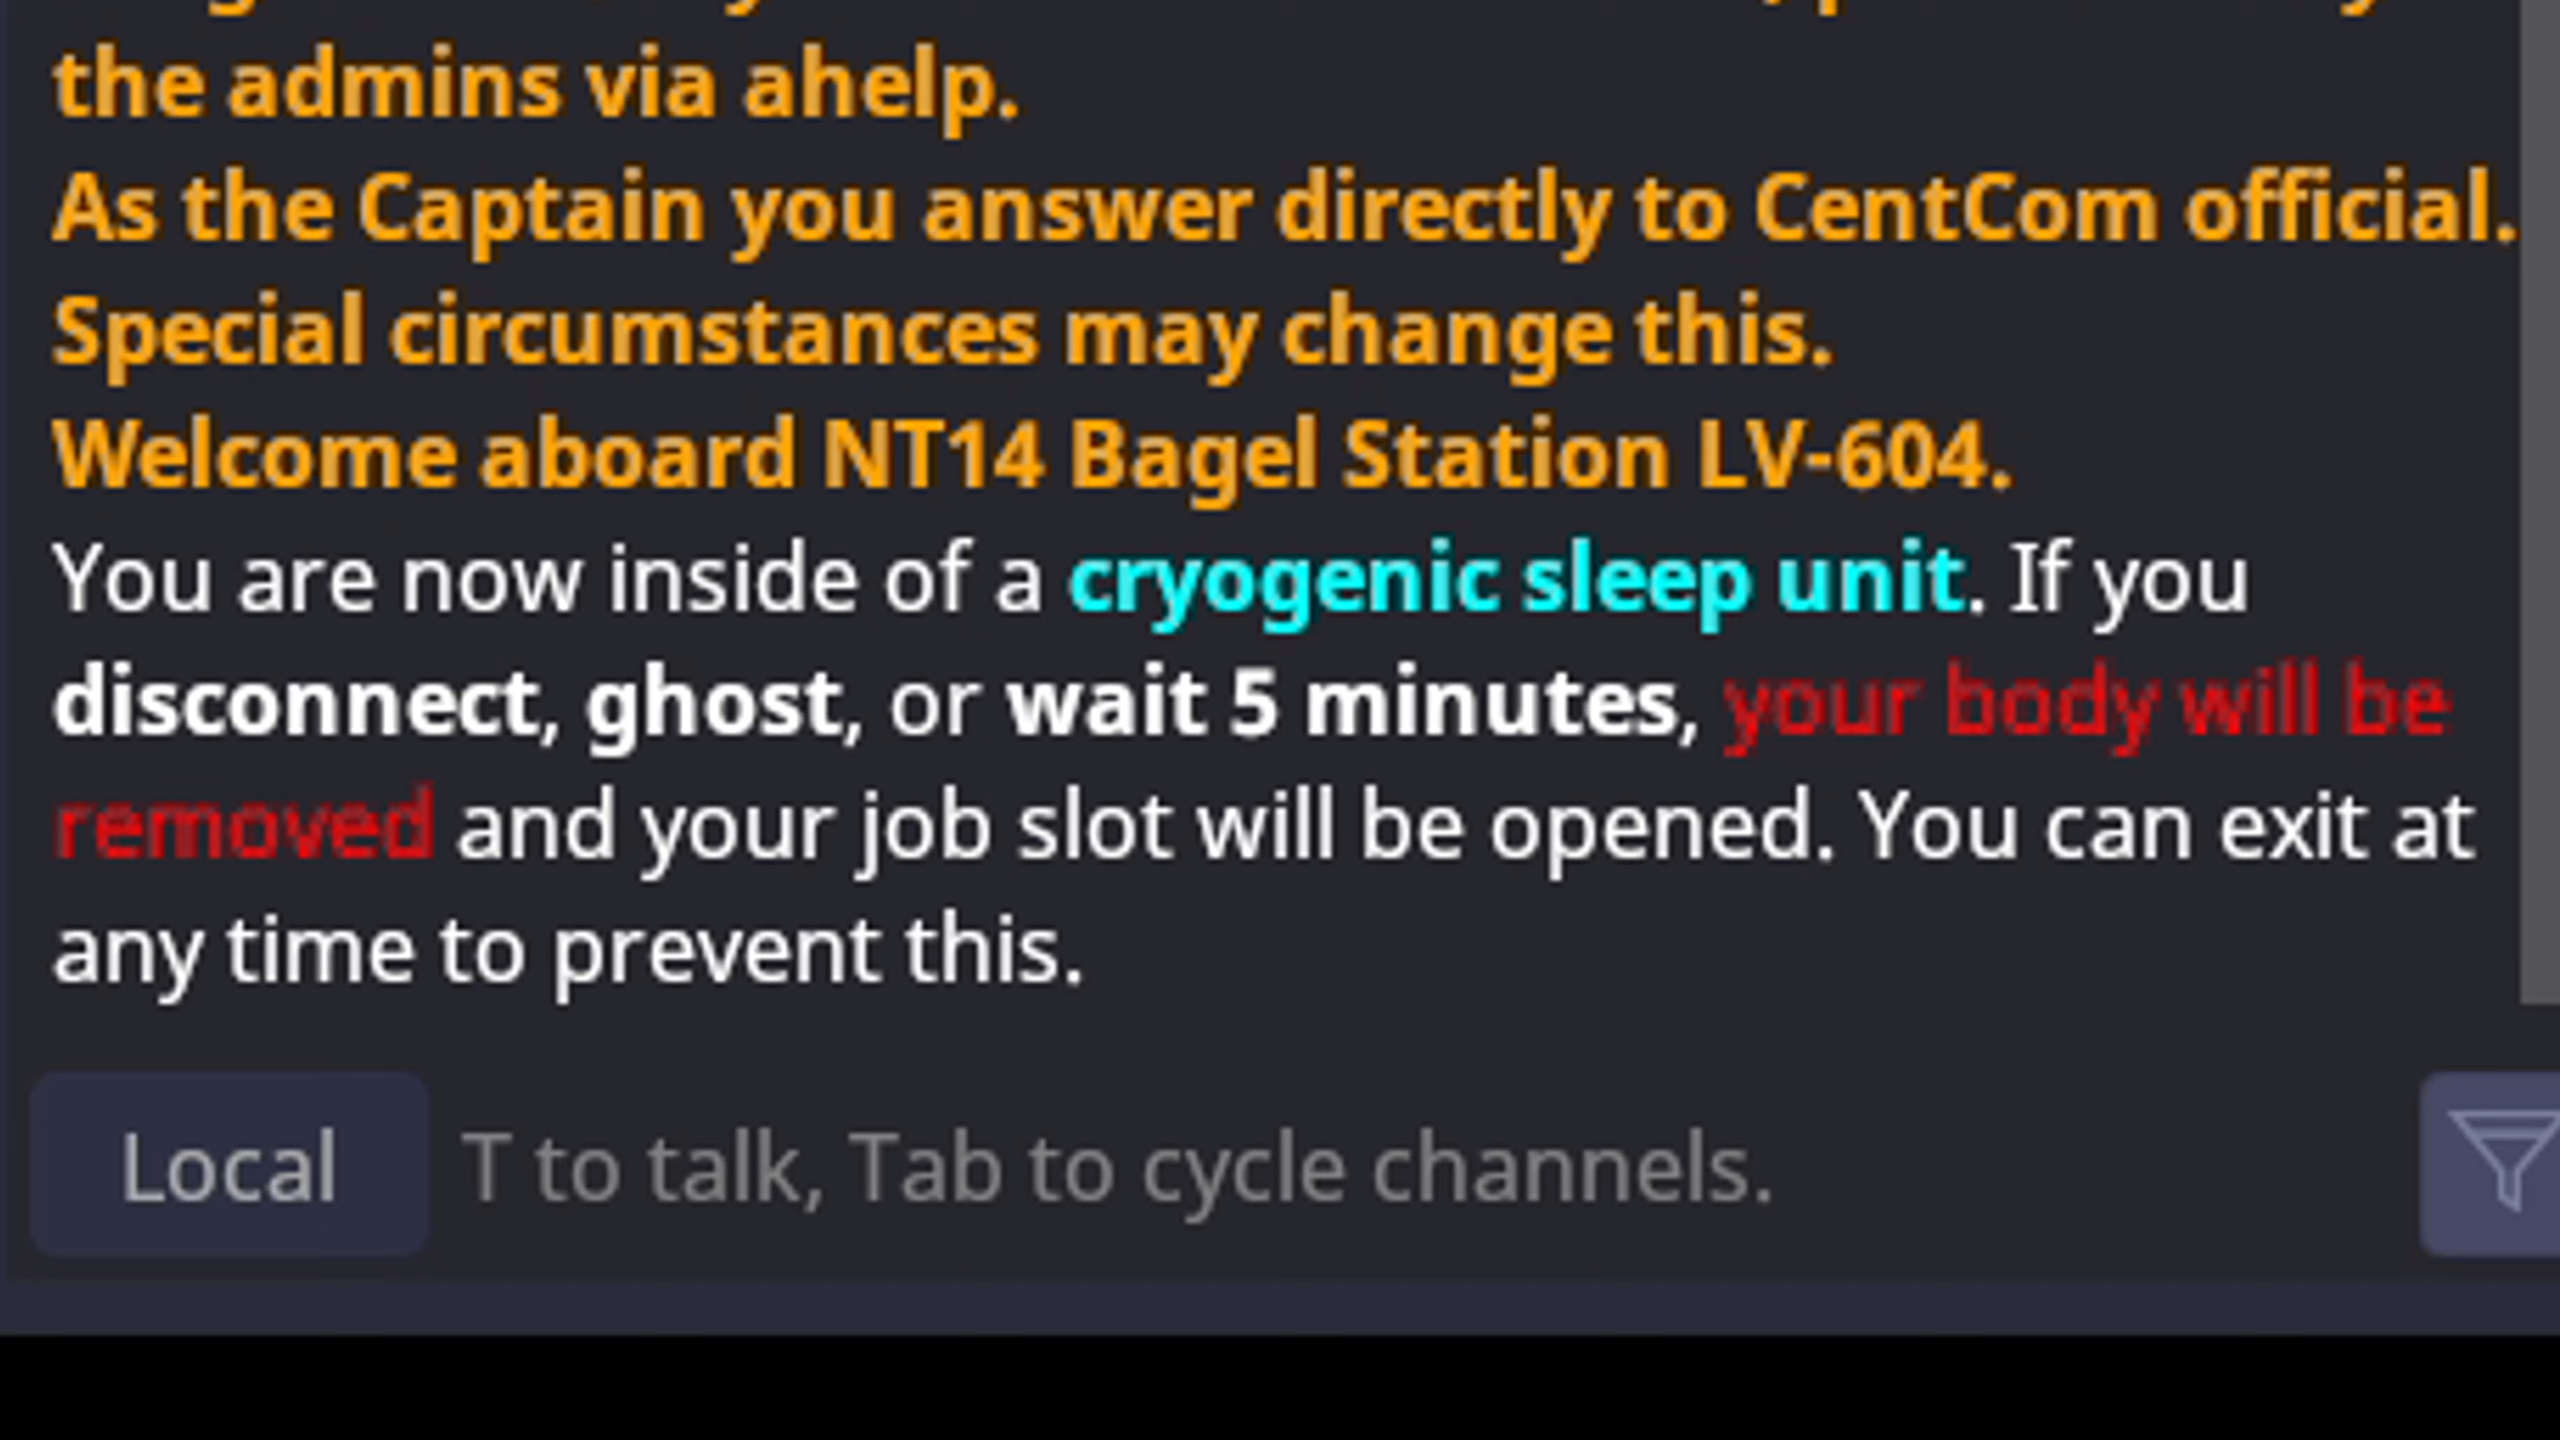 the admins via ahelp.
As the Captain you answer directly to CentCom official.
Special circumstances may change this.
Welcome aboard NT14 Bagel Station LV-604.
You are now inside of a cryogenic sleep unit. If you
disconnect, ghost, or wait 5 minutes, your body will be
removed and your job slot will be opened. You can exit at
any time to prevent this.
Local T to talk, Tab to cycle channels.